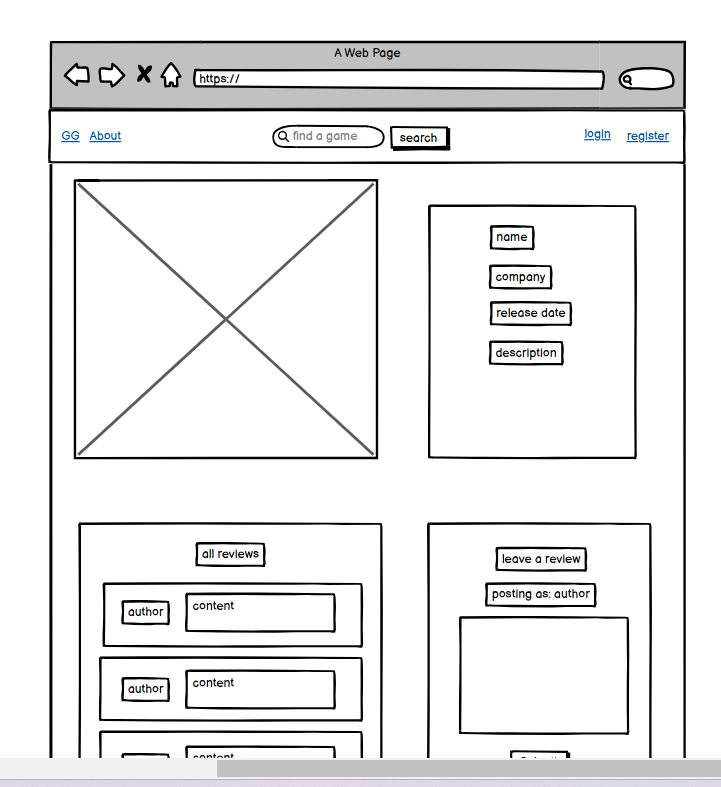 A Web Page
https://
GG About find a game search login register
name
company
release date
description
all reviews
author content
author content
content
leave a review
posting as: author